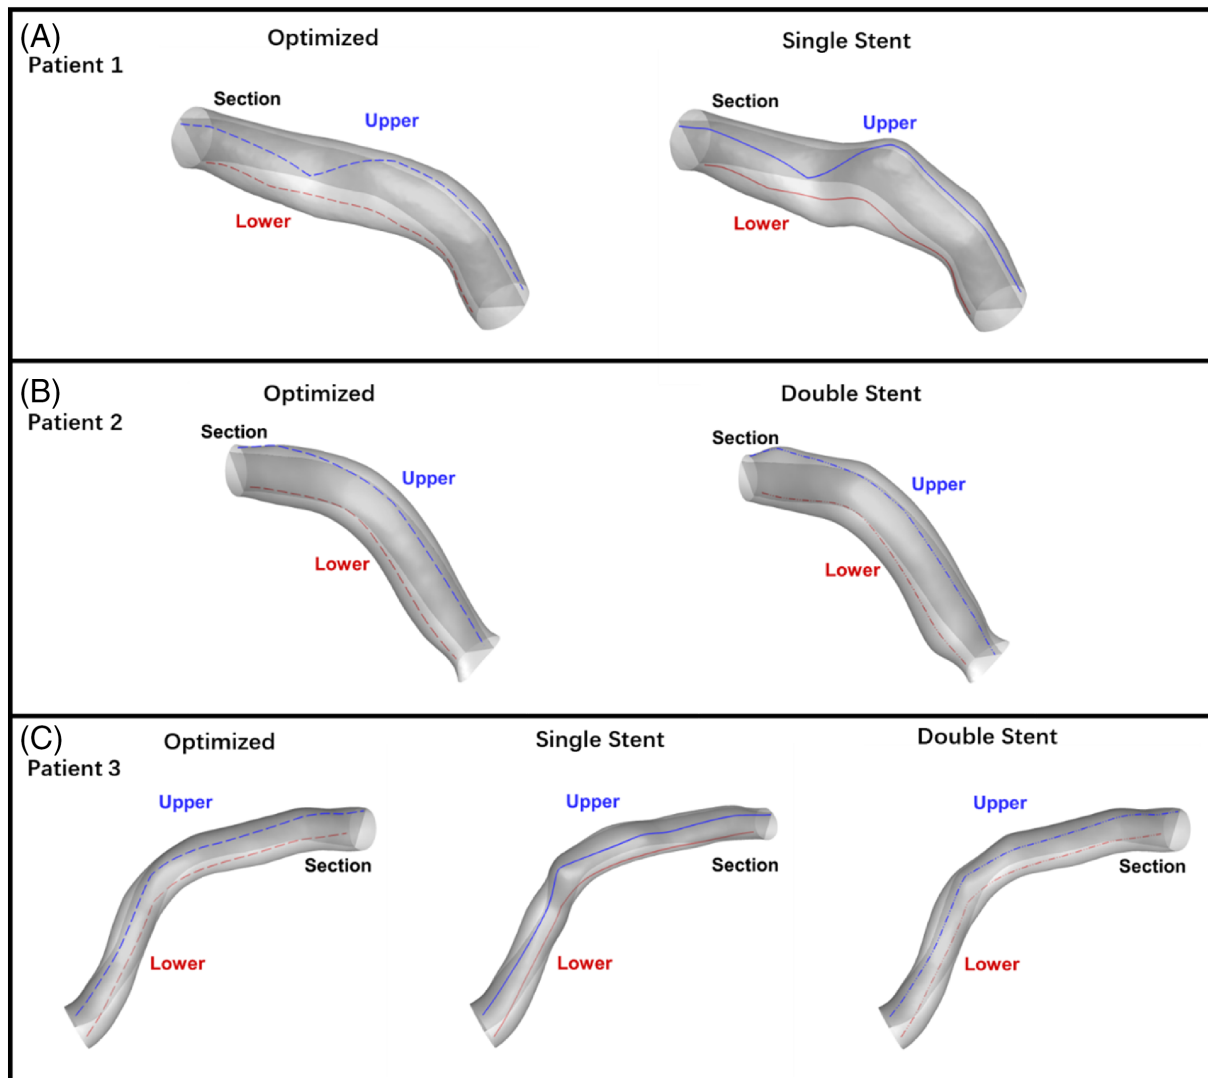 (A)
Patient 1
Optimized
Single Stent
Section
Upper
Lower
Section
Upper
Lower
(B)
Patient 2
Optimized
Double Stent
Section
Upper
Lower
Section
Upper
Lower
(C)
Patient 3
Optimized
Single Stent
Double Stent
Upper
Section
Lower
Upper
Section
Lower
Upper
Section
Lower